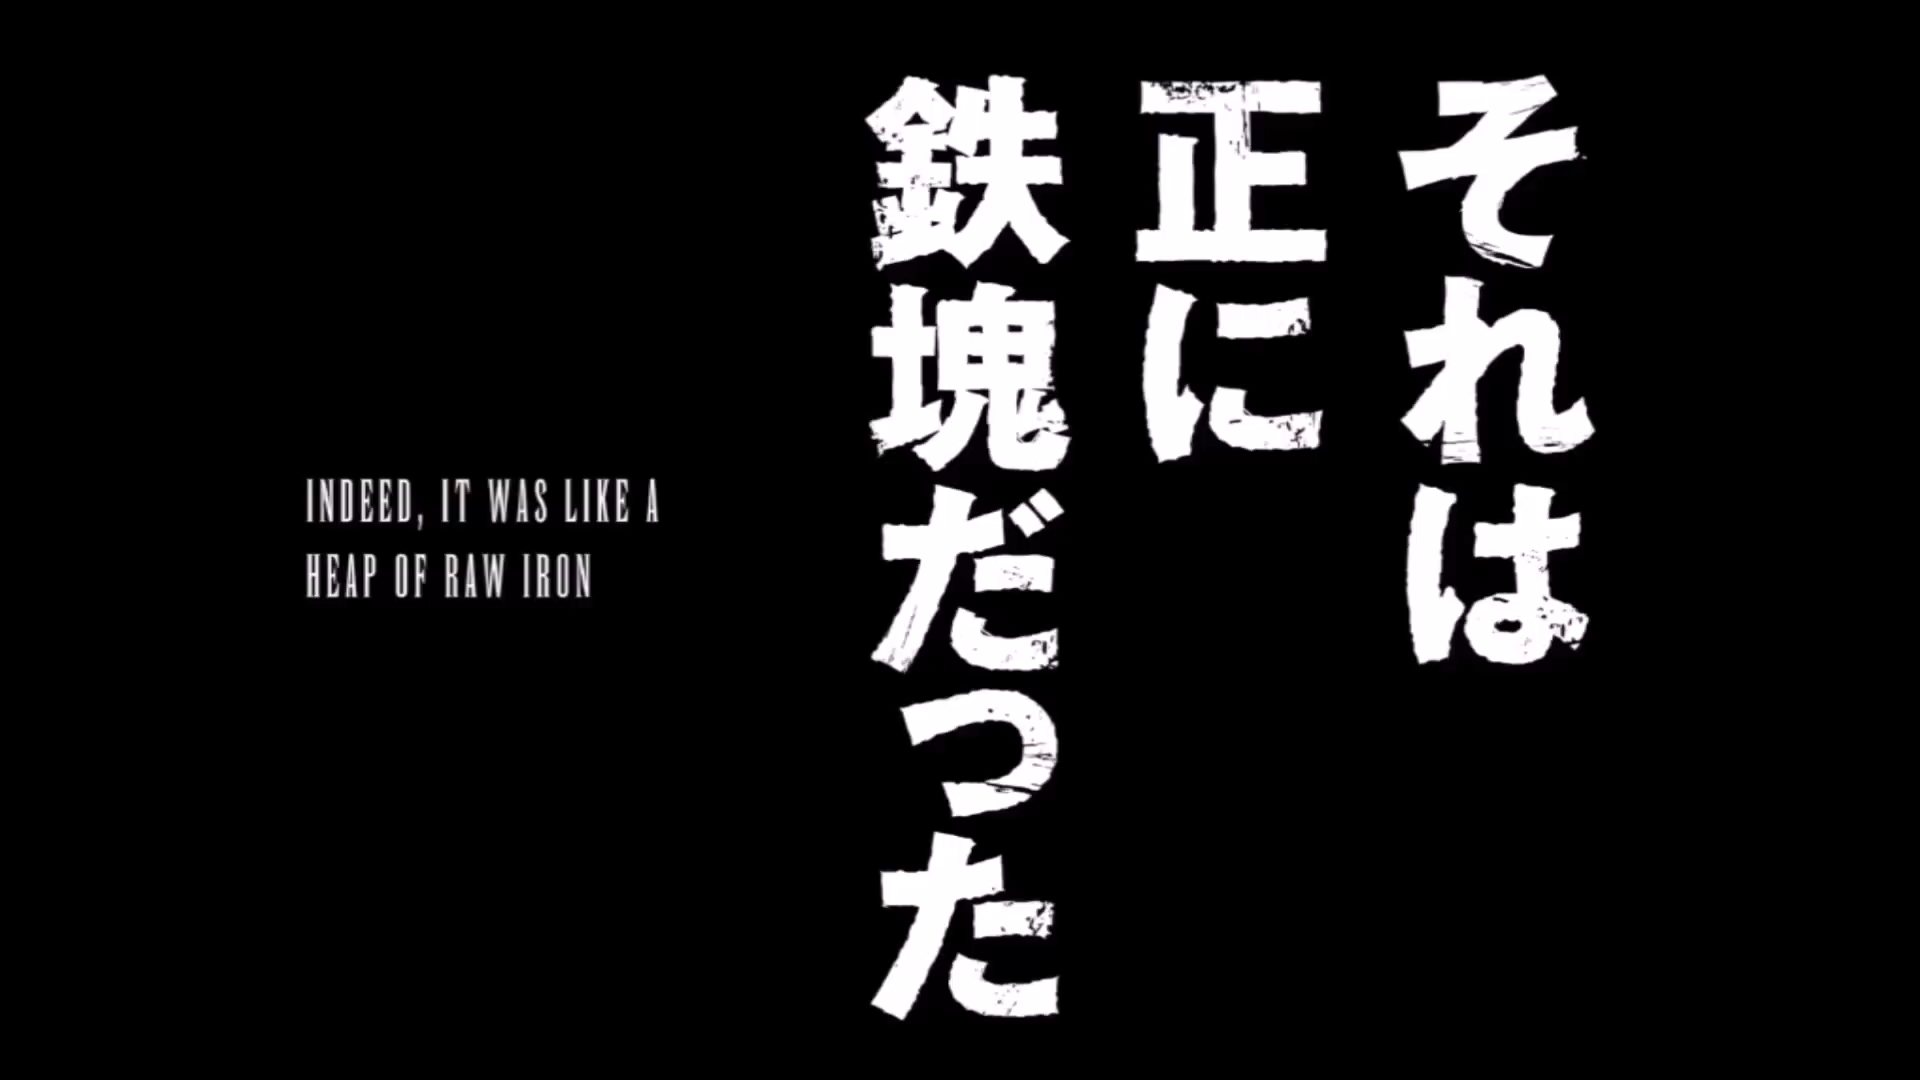 それは
正に
鉄塊だった
INDEED, IT WAS LIKE A
HEAP OF RAW IRON